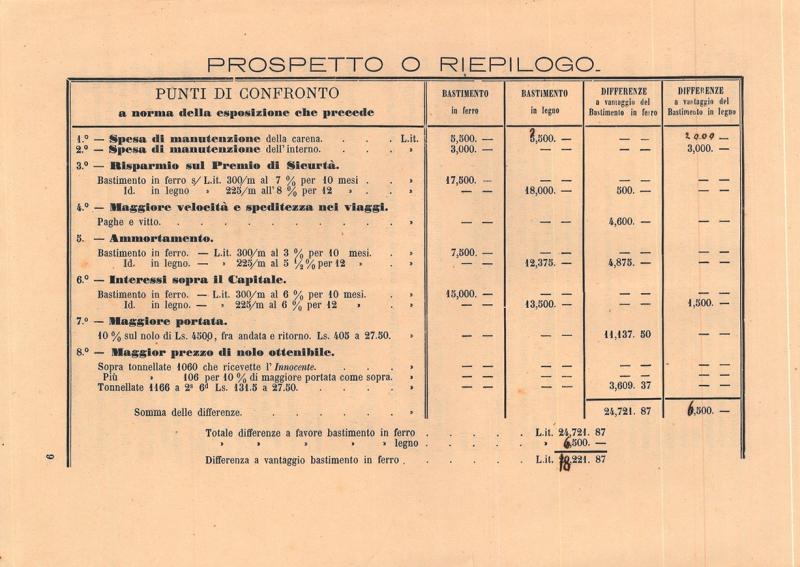 PROSPETTO O RIEPILOGO.
PUNTI DI CONFRONTO
a norma della esposizione che precede
BASTIMENTO
in ferro
BASTIMENTO
in legno
DIFFERENZE
a vantaggio del
Bastimento in ferro
DIFFERENZE
a vantaggio del
Bastimento in legno
1.º — Spesa di manutenzione della carena. . . . L.it. 5,500. — 3,500. — — — 2000 —
2.º — Spesa di manutenzione dell'interno. . . . » 3,000. — — — — — 3,000. —
3.º — Risparmio sul Premio di Sicurtà.
Bastimento in ferro s/ L.it. 300/m al 7 % per 10 mesi . . » 17,500. — — — — — — —
Id. in legno » 225/m all'8 % per 12 » . . » — — 18,000. — 500. — — —
4.º — Maggiore velocità e speditezza nei viaggi.
Paghe e vitto. . . . . . . . . . » — — — — 4,600. — — —
5. — Ammortamento.
Bastimento in ferro. — L.it. 300/m al 3 % per 10 mesi. . » 7,500. — — — — — — —
Id. in legno. — » 225/m al 5 ½ % per 12 » . » — — 12,375. — 4,875. — — —
6.º — Interessi sopra il Capitale.
Bastimento in ferro. — L.it. 300/m al 6 % per 10 mesi. . » 15,000. — — — — — — —
Id. in legno. — » 225/m al 6 % per 12 » . » — — 13,500. — — — 1,500. —
7.º — Maggiore portata.
10 % sul nolo di Ls. 4500, fra andata e ritorno. Ls. 405 a 27.50. » — — — — 11,137. 50 — —
8.º — Maggior prezzo di nolo ottenibile.
Sopra tonnellate 1060 che ricevette l'Innocente. . . . » — — — — — — — —
Più » 106 per 10 % di maggiore portata come sopra. » — — — — — — — —
Tonnellate 1166 a 2s 6d Ls. 131.5 a 27.50. . . . . » — — — — 3,609. 37 — —
Somma delle differenze. . . . . . » 24,721. 87 6,500. —
Totale differenze a favore bastimento in ferro . . . . . L.it. 24,721. 87
» » » » legno . . . . . » 6,500. —
Differenza a vantaggio bastimento in ferro . . . . . L.it. 18,221. 87